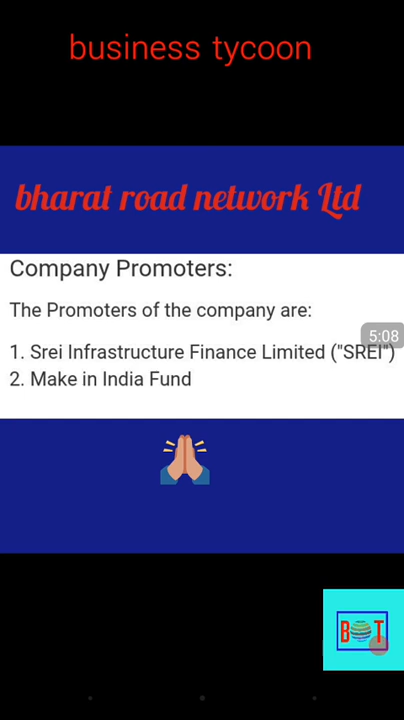 business tycoon
bharat road network Ltd
Company Promoters:
The Promoters of the company are:
5:08
1. Srei Infrastructure Finance Limited ("SREI")
2. Make in India Fund
B T